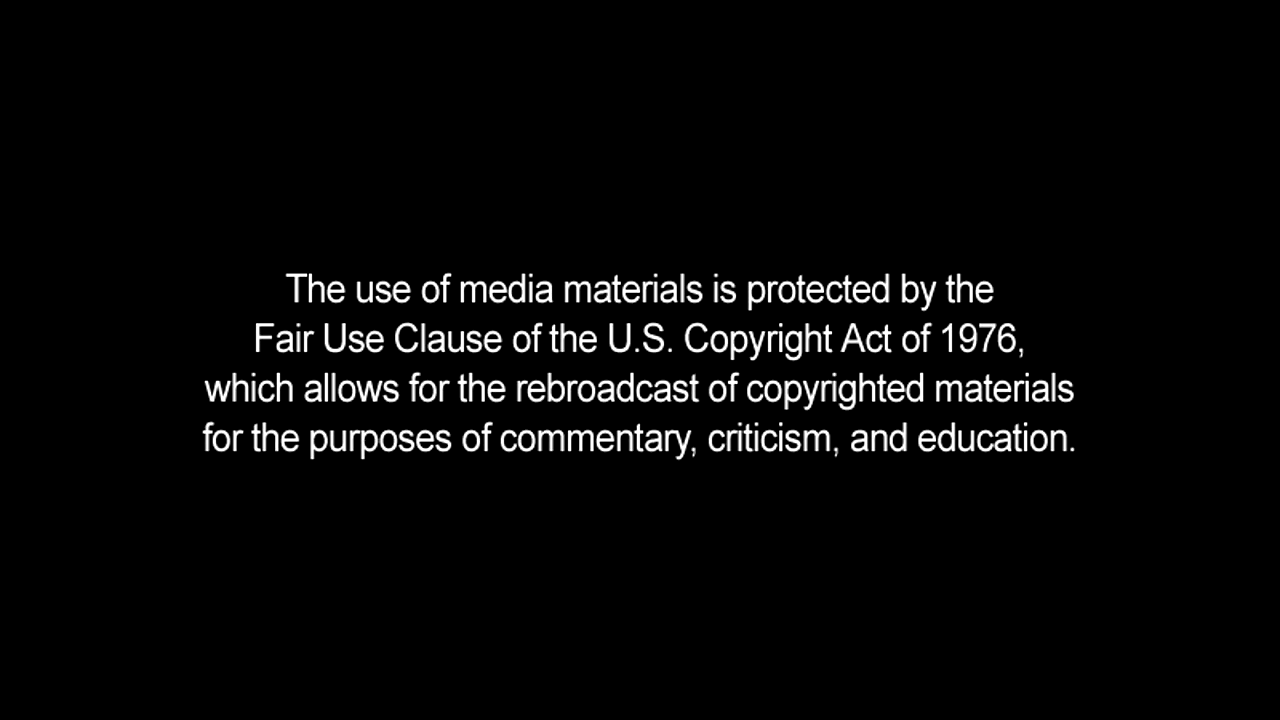 The use of media materials is protected by the
Fair Use Clause of the U.S. Copyright Act of 1976,
which allows for the rebroadcast of copyrighted materials
for the purposes of commentary, criticism, and education.